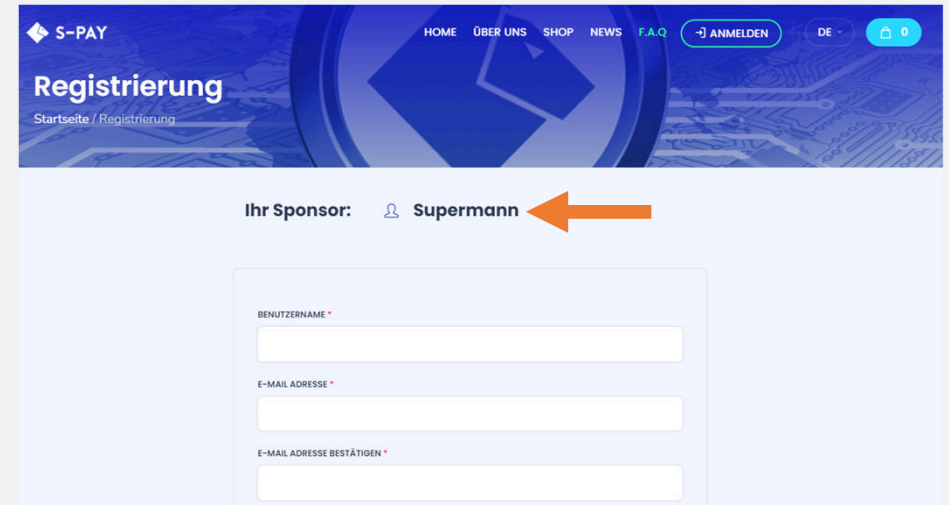 S-PAY
HOME ÜBER UNS SHOP NEWS F.A.Q ANMELDEN DE 0
Registrierung
Startseite / Registrierung
Ihr Sponsor: Supermann
BENUTZERNAME *
E-MAIL ADRESSE *
E-MAIL ADRESSE BESTÄTIGEN *